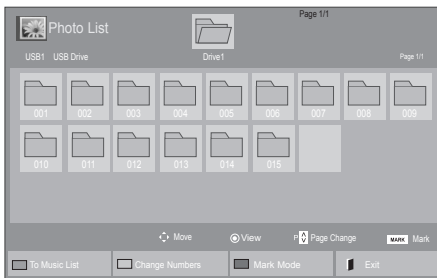 Page 1/1
Photo List
USB1 USB Drive Drive1 Page 1/1
001 002 003 004 005 006 007 008 009
010 011 012 013 014 015
Move View P Page Change MARK Mark
To Music List Change Numbers Mark Mode Exit